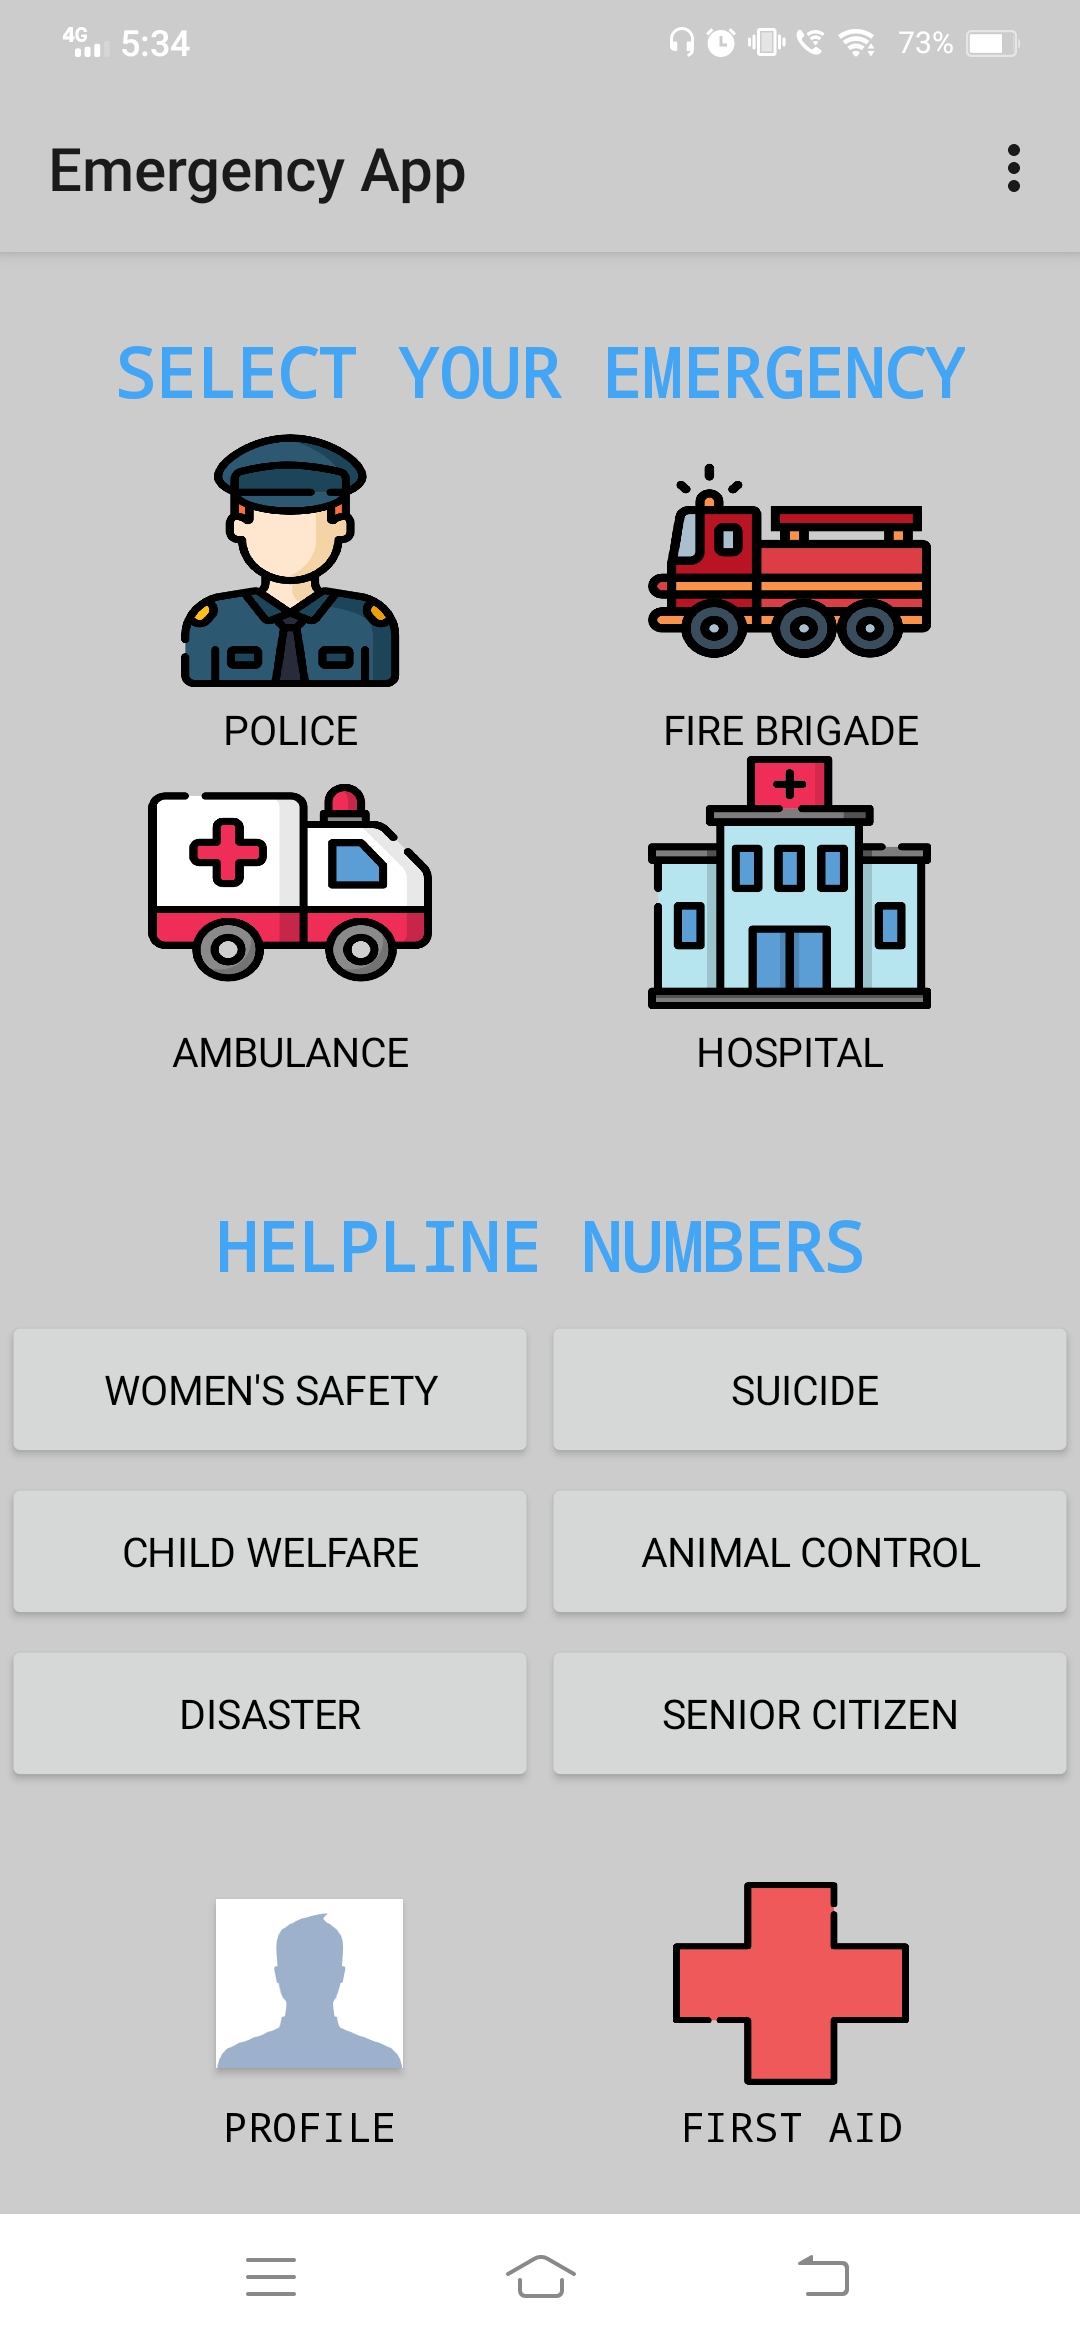 4G 5:34 73%
Emergency App
SELECT YOUR EMERGENCY
POLICE FIRE BRIGADE
AMBULANCE HOSPITAL
HELPLINE NUMBERS
WOMEN'S SAFETY SUICIDE
CHILD WELFARE ANIMAL CONTROL
DISASTER SENIOR CITIZEN
PROFILE FIRST AID